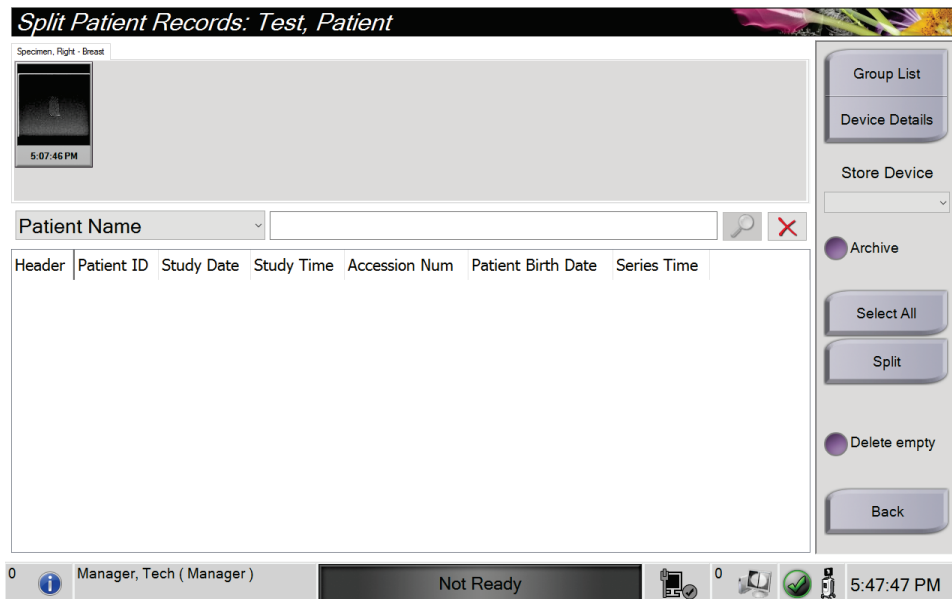 Split Patient Records: Test, Patient
Specimen, Right - Breast
5:07:46 PM
Group List
Device Details
Store Device
Archive
Select All
Split
Delete empty
Back
Patient Name
Header Patient ID Study Date Study Time Accession Num Patient Birth Date Series Time
0 Manager, Tech ( Manager ) Not Ready 0 5:47:47 PM